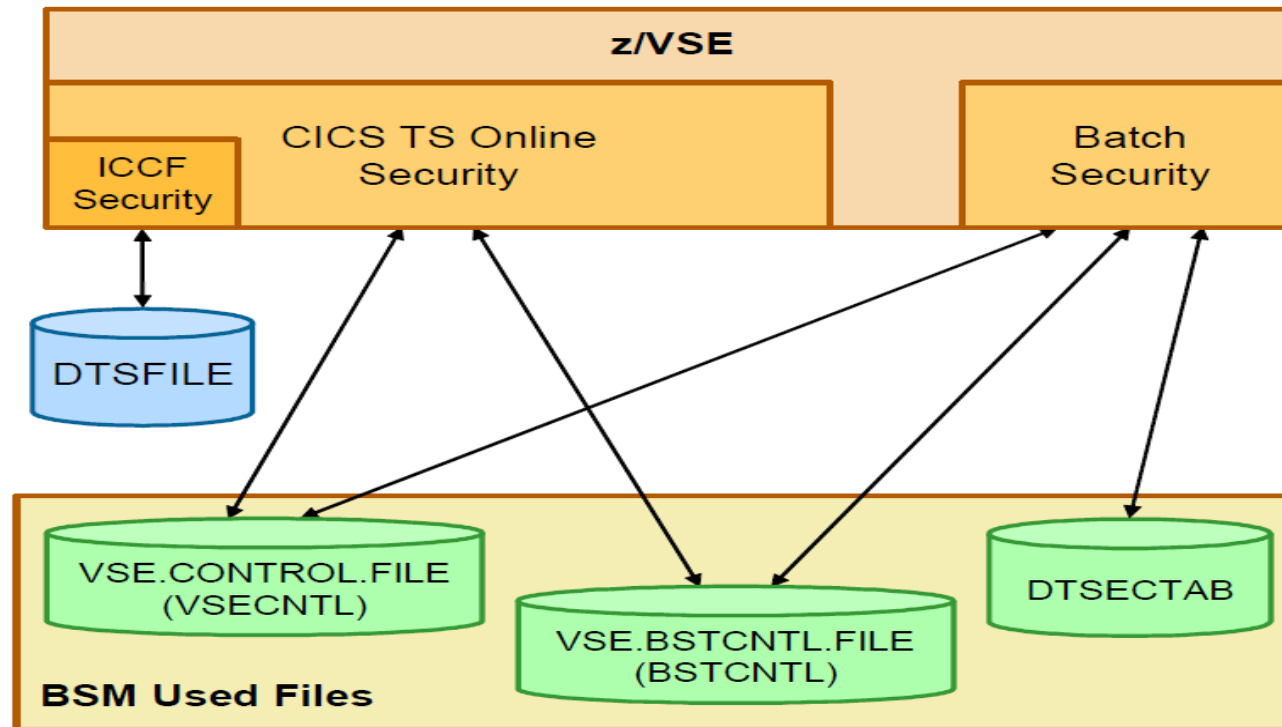 z/VSE
CICS TS Online
Security
Batch
Security
ICCF
Security
DTSFILE
VSE.CONTROL.FILE
(VSECNTL)
VSE.BSTCNTL.FILE
(BSTCNTL)
DTSECTAB
BSM Used Files